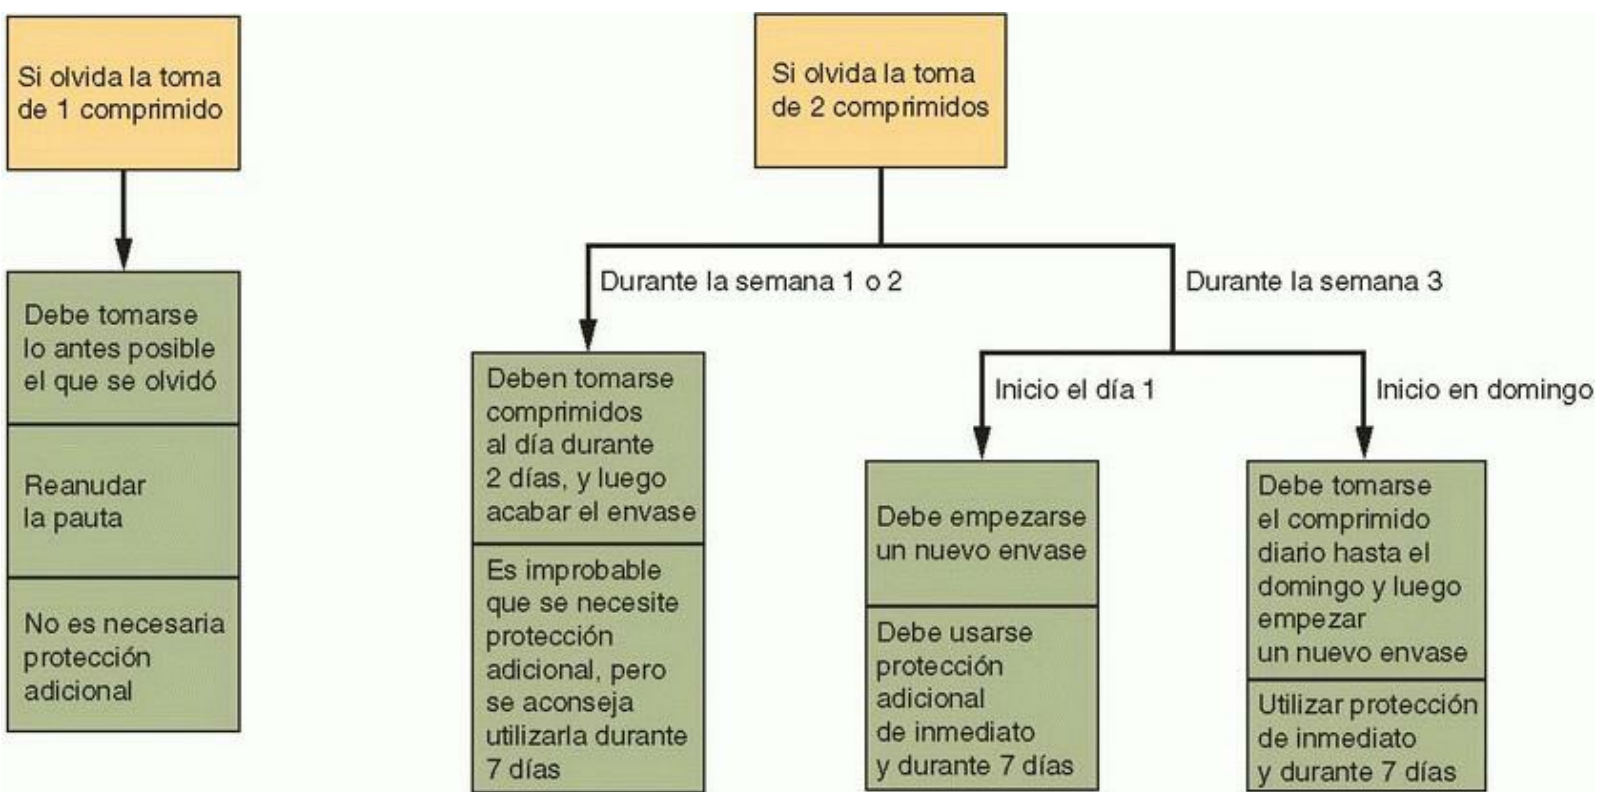 Si olvida la toma
de 1 comprimido
Debe tomarse
lo antes posible
el que se olvidó
Reanudar
la pauta
No es necesaria
protección
adicional
Si olvida la toma
de 2 comprimidos
Durante la semana 1 o 2
Deben tomarse
comprimidos
al día durante
2 días, y luego
acabar el envase
Es improbable
que se necesite
protección
adicional, pero
se aconseja
utilizarla durante
7 días
Durante la semana 3
Inicio el día 1
Debe empezarse
un nuevo envase
Debe usarse
protección
adicional
de inmediato
y durante 7 días
Inicio en domingo
Debe tomarse
el comprimido
diario hasta el
domingo y luego
empezar
un nuevo envase
Utilizar protección
de inmediato
y durante 7 días